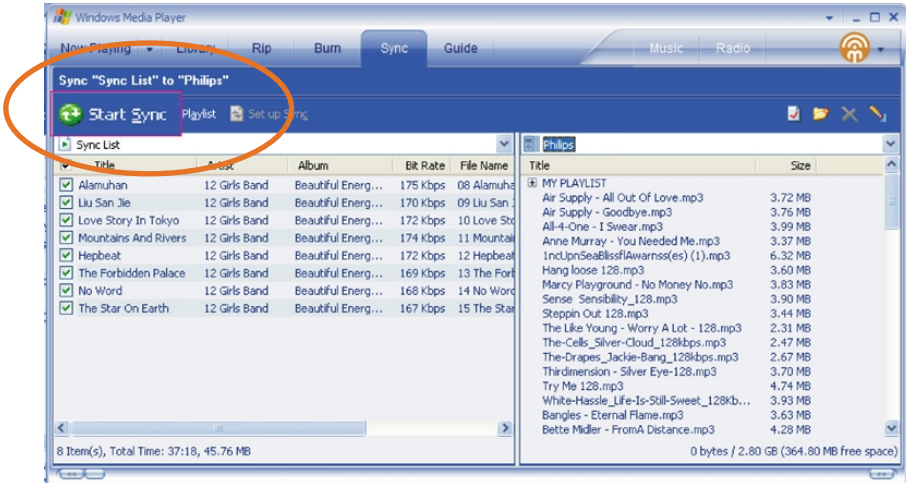 Windows Media Player
Now Playing Library Rip Burn Sync Guide Music Radio
Sync "Sync List" to "Philips"
Start Sync Playlist Set up Sync
Sync List
Philips
Title Artist Album Bit Rate File Name
Alamuhan 12 Girls Band Beautiful Energ... 175 Kbps 08 Alamuha
Liu San Jie 12 Girls Band Beautiful Energ... 170 Kbps 09 Liu San
Love Story In Tokyo 12 Girls Band Beautiful Energ... 172 Kbps 10 Love Sto
Mountains And Rivers 12 Girls Band Beautiful Energ... 174 Kbps 11 Mountai
Hepbeat 12 Girls Band Beautiful Energ... 172 Kbps 12 Hepbeat
The Forbidden Palace 12 Girls Band Beautiful Energ... 169 Kbps 13 The Forb
No Word 12 Girls Band Beautiful Energ... 168 Kbps 14 No Word
The Star On Earth 12 Girls Band Beautiful Energ... 167 Kbps 15 The Star
8 Item(s), Total Time: 37:18, 45.76 MB
Title Size
MY PLAYLIST
Air Supply - All Out Of Love.mp3 3.72 MB
Air Supply - Goodbye.mp3 3.76 MB
All-4-One - I Swear.mp3 3.99 MB
Anne Murray - You Needed Me.mp3 3.37 MB
1ncUpnSeaBlissflAwarnss(es) (1).mp3 6.32 MB
Hang loose 128.mp3 3.60 MB
Marcy Playground - No Money No.mp3 3.83 MB
Sense Sensibility_128.mp3 3.90 MB
Steppin Out 128.mp3 3.44 MB
The Like Young - Worry A Lot - 128.mp3 2.31 MB
The-Cells_Silver-Cloud_128kbps.mp3 2.47 MB
The-Drapes_Jackie-Bang_128kbps.mp3 2.67 MB
Thirdimension - Silver Eye-128.mp3 3.70 MB
Try Me 128.mp3 4.74 MB
White-Hassle_Life-Is-Still-Sweet_128Kb... 3.93 MB
Bangles - Eternal Flame.mp3 3.63 MB
Bette Midler - FromA Distance.mp3 4.28 MB
0 bytes / 2.80 GB (364.80 MB free space)